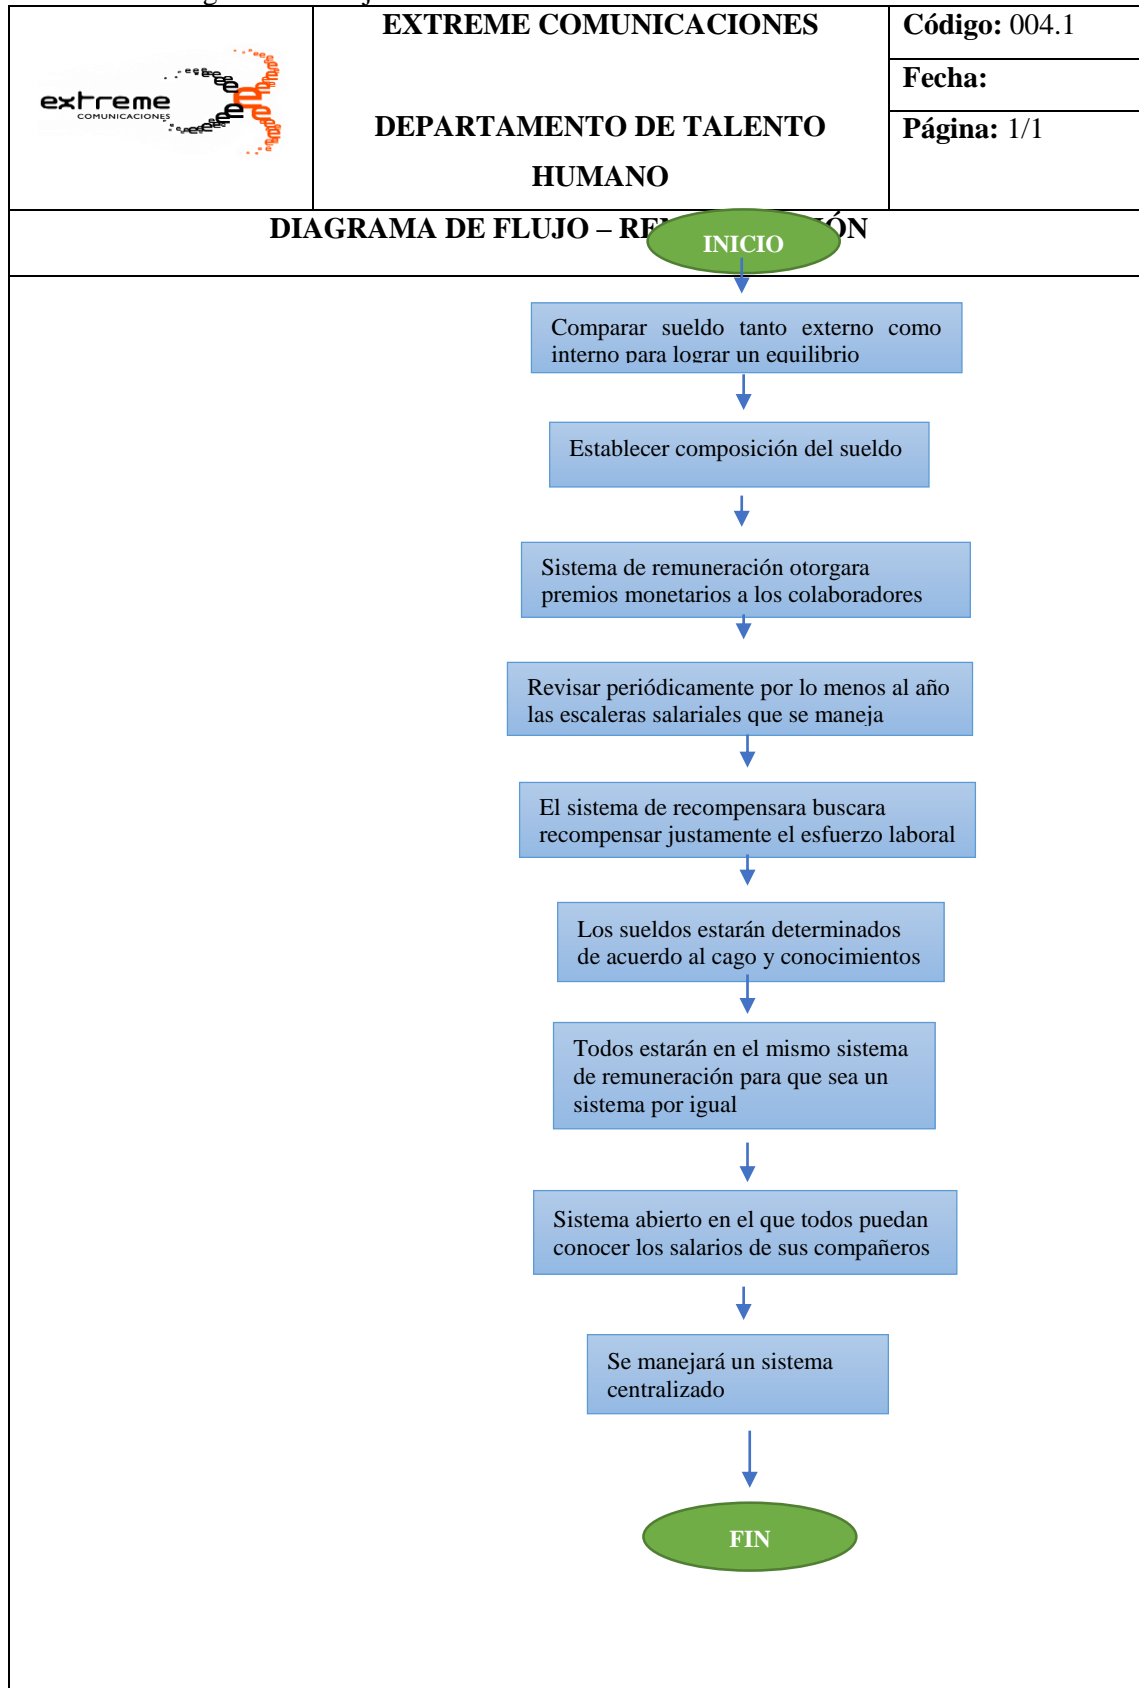 extreme
COMUNICACIONES
EXTREME COMUNICACIONES
DEPARTAMENTO DE TALENTO
HUMANO
Código: 004.1
Fecha:
Página: 1/1
DIAGRAMA DE FLUJO –
INICIO
Comparar sueldo tanto externo como
interno para lograr un equilibrio
Establecer composición del sueldo
Sistema de remuneración otorgara
premios monetarios a los colaboradores
Revisar periódicamente por lo menos al año
las escaleras salariales que se maneja
El sistema de recompensara buscara
recompensar justamente el esfuerzo laboral
Los sueldos estarán determinados
de acuerdo al cago y conocimientos
Todos estarán en el mismo sistema
de remuneración para que sea un
sistema por igual
Sistema abierto en el que todos puedan
conocer los salarios de sus compañeros
Se manejará un sistema
centralizado
FIN